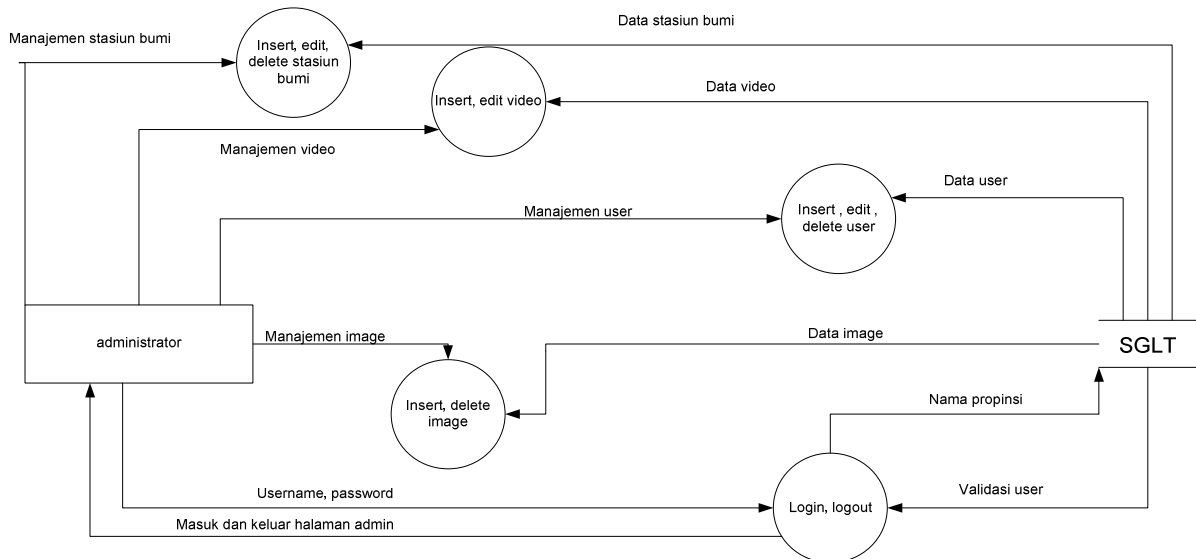 Data stasiun bumi
Manajemen stasiun bumi
Insert, edit,
delete stasiun
bumi
Data video
Insert, edit video
Manajemen video
Data user
Manajemen user
Insert , edit ,
delete user
administrator
Manajemen image
Data image
SGLT
Insert, delete
image
Nama propinsi
Username, password
Validasi user
Login, logout
Masuk dan keluar halaman admin